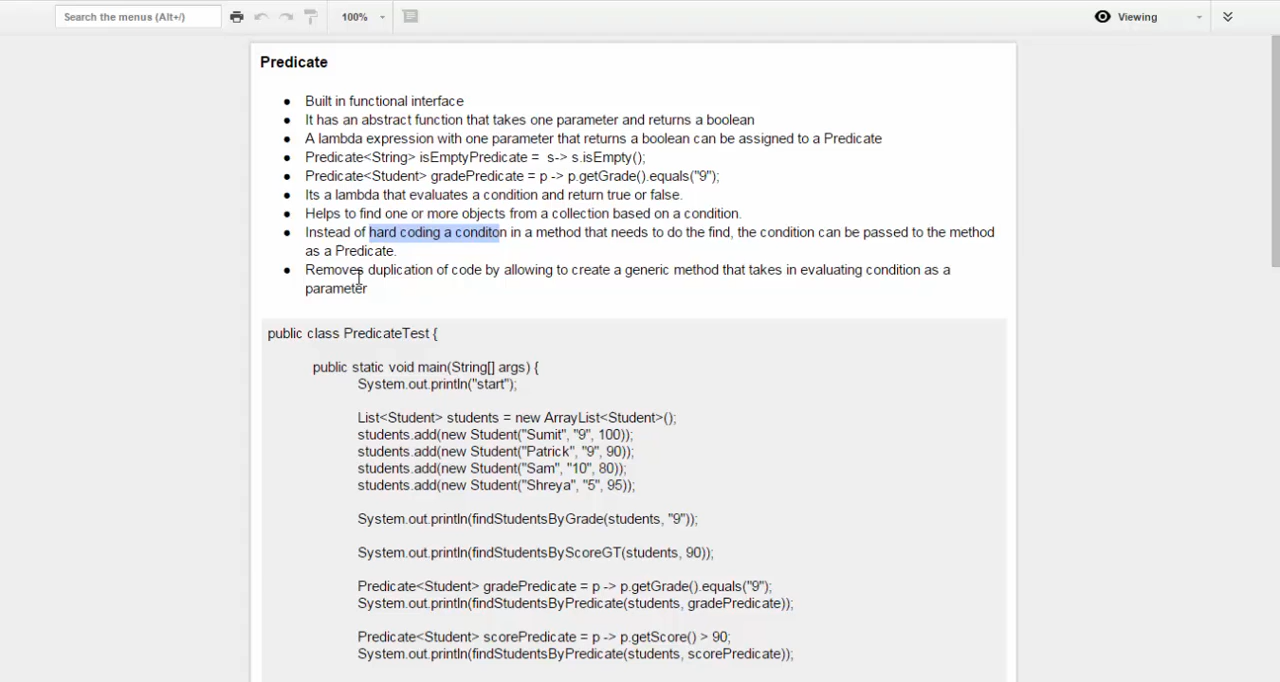 Search the menus (Alt+/)
100%
Viewing
Predicate
● Built in functional interface
● It has an abstract function that takes one parameter and returns a boolean
● A lambda expression with one parameter that returns a boolean can be assigned to a Predicate
● Predicate<String> isEmptyPredicate =  s-> s.isEmpty();
● Predicate<Student> gradePredicate = p -> p.getGrade().equals("9");
● Its a lambda that evaluates a condition and return true or false.
● Helps to find one or more objects from a collection based on a condition.
● Instead of hard coding a conditon in a method that needs to do the find, the condition can be passed to the method
as a Predicate.
● Removes duplication of code by allowing to create a generic method that takes in evaluating condition as a
parameter
public class PredicateTest {
public static void main(String[] args) {
System.out.println("start");
List<Student> students = new ArrayList<Student>();
students.add(new Student("Sumit", "9", 100));
students.add(new Student("Patrick", "9", 90));
students.add(new Student("Sam", "10", 80));
students.add(new Student("Shreya", "5", 95));
System.out.println(findStudentsByGrade(students, "9"));
System.out.println(findStudentsByScoreGT(students, 90));
Predicate<Student> gradePredicate = p -> p.getGrade().equals("9");
System.out.println(findStudentsByPredicate(students, gradePredicate));
Predicate<Student> scorePredicate = p -> p.getScore() > 90;
System.out.println(findStudentsByPredicate(students, scorePredicate));